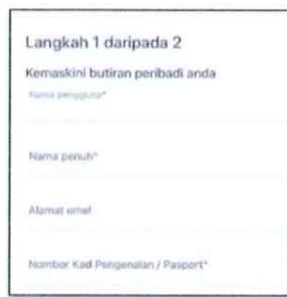 Langkah 1 daripada 2
Kemaskini butiran peribadi anda
Nama pengguna*
Nama penuh*
Alamat emel
Nombor Kad Pengenalan / Pasport*